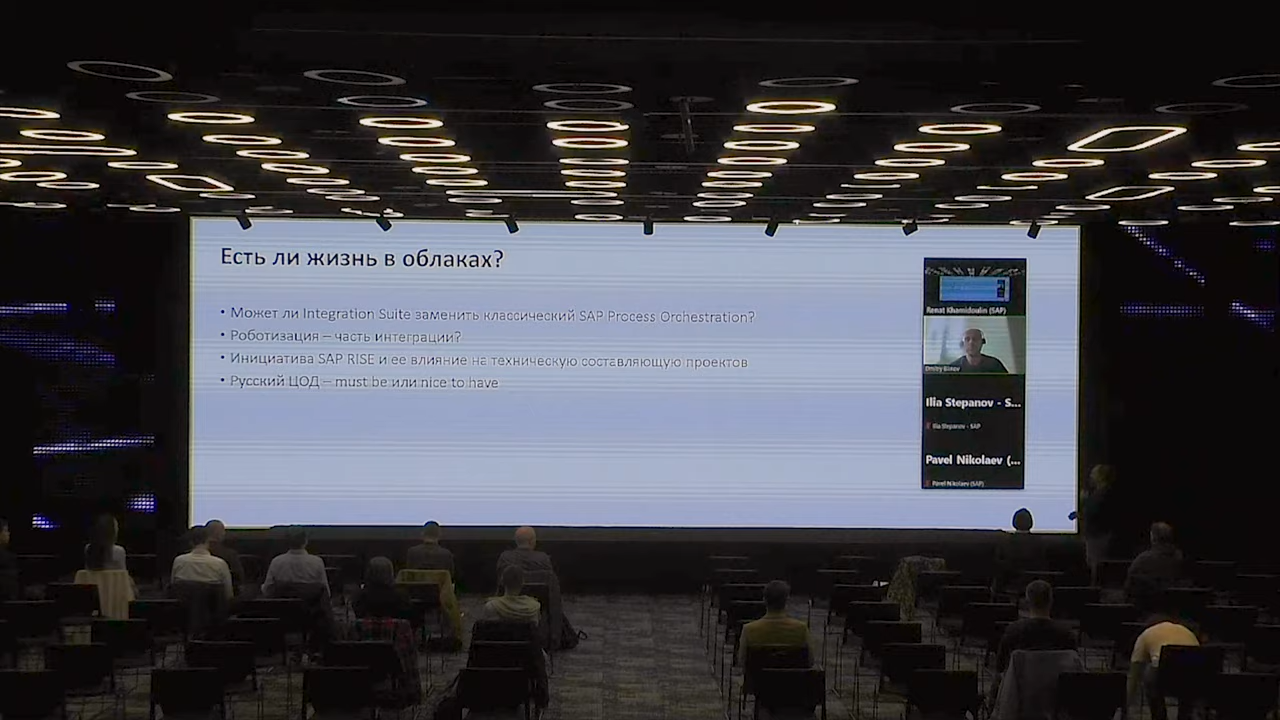 Есть ли жизнь в облаках?
• Может ли Integration Suite заменить классический SAP Process Orchestration?
• Роботизация – часть интеграции?
• Инициатива SAP RISE и ее влияние на техническую составляющую проектов
• Русский ЦОД – must be или nice to have
Renat Khamidoulin (SAP)
Dmitry
Ilia Stepanov - S...
Ilia Stepanov - SAP
Pavel Nikolaev (...
Pavel Nikolaev (SAP)